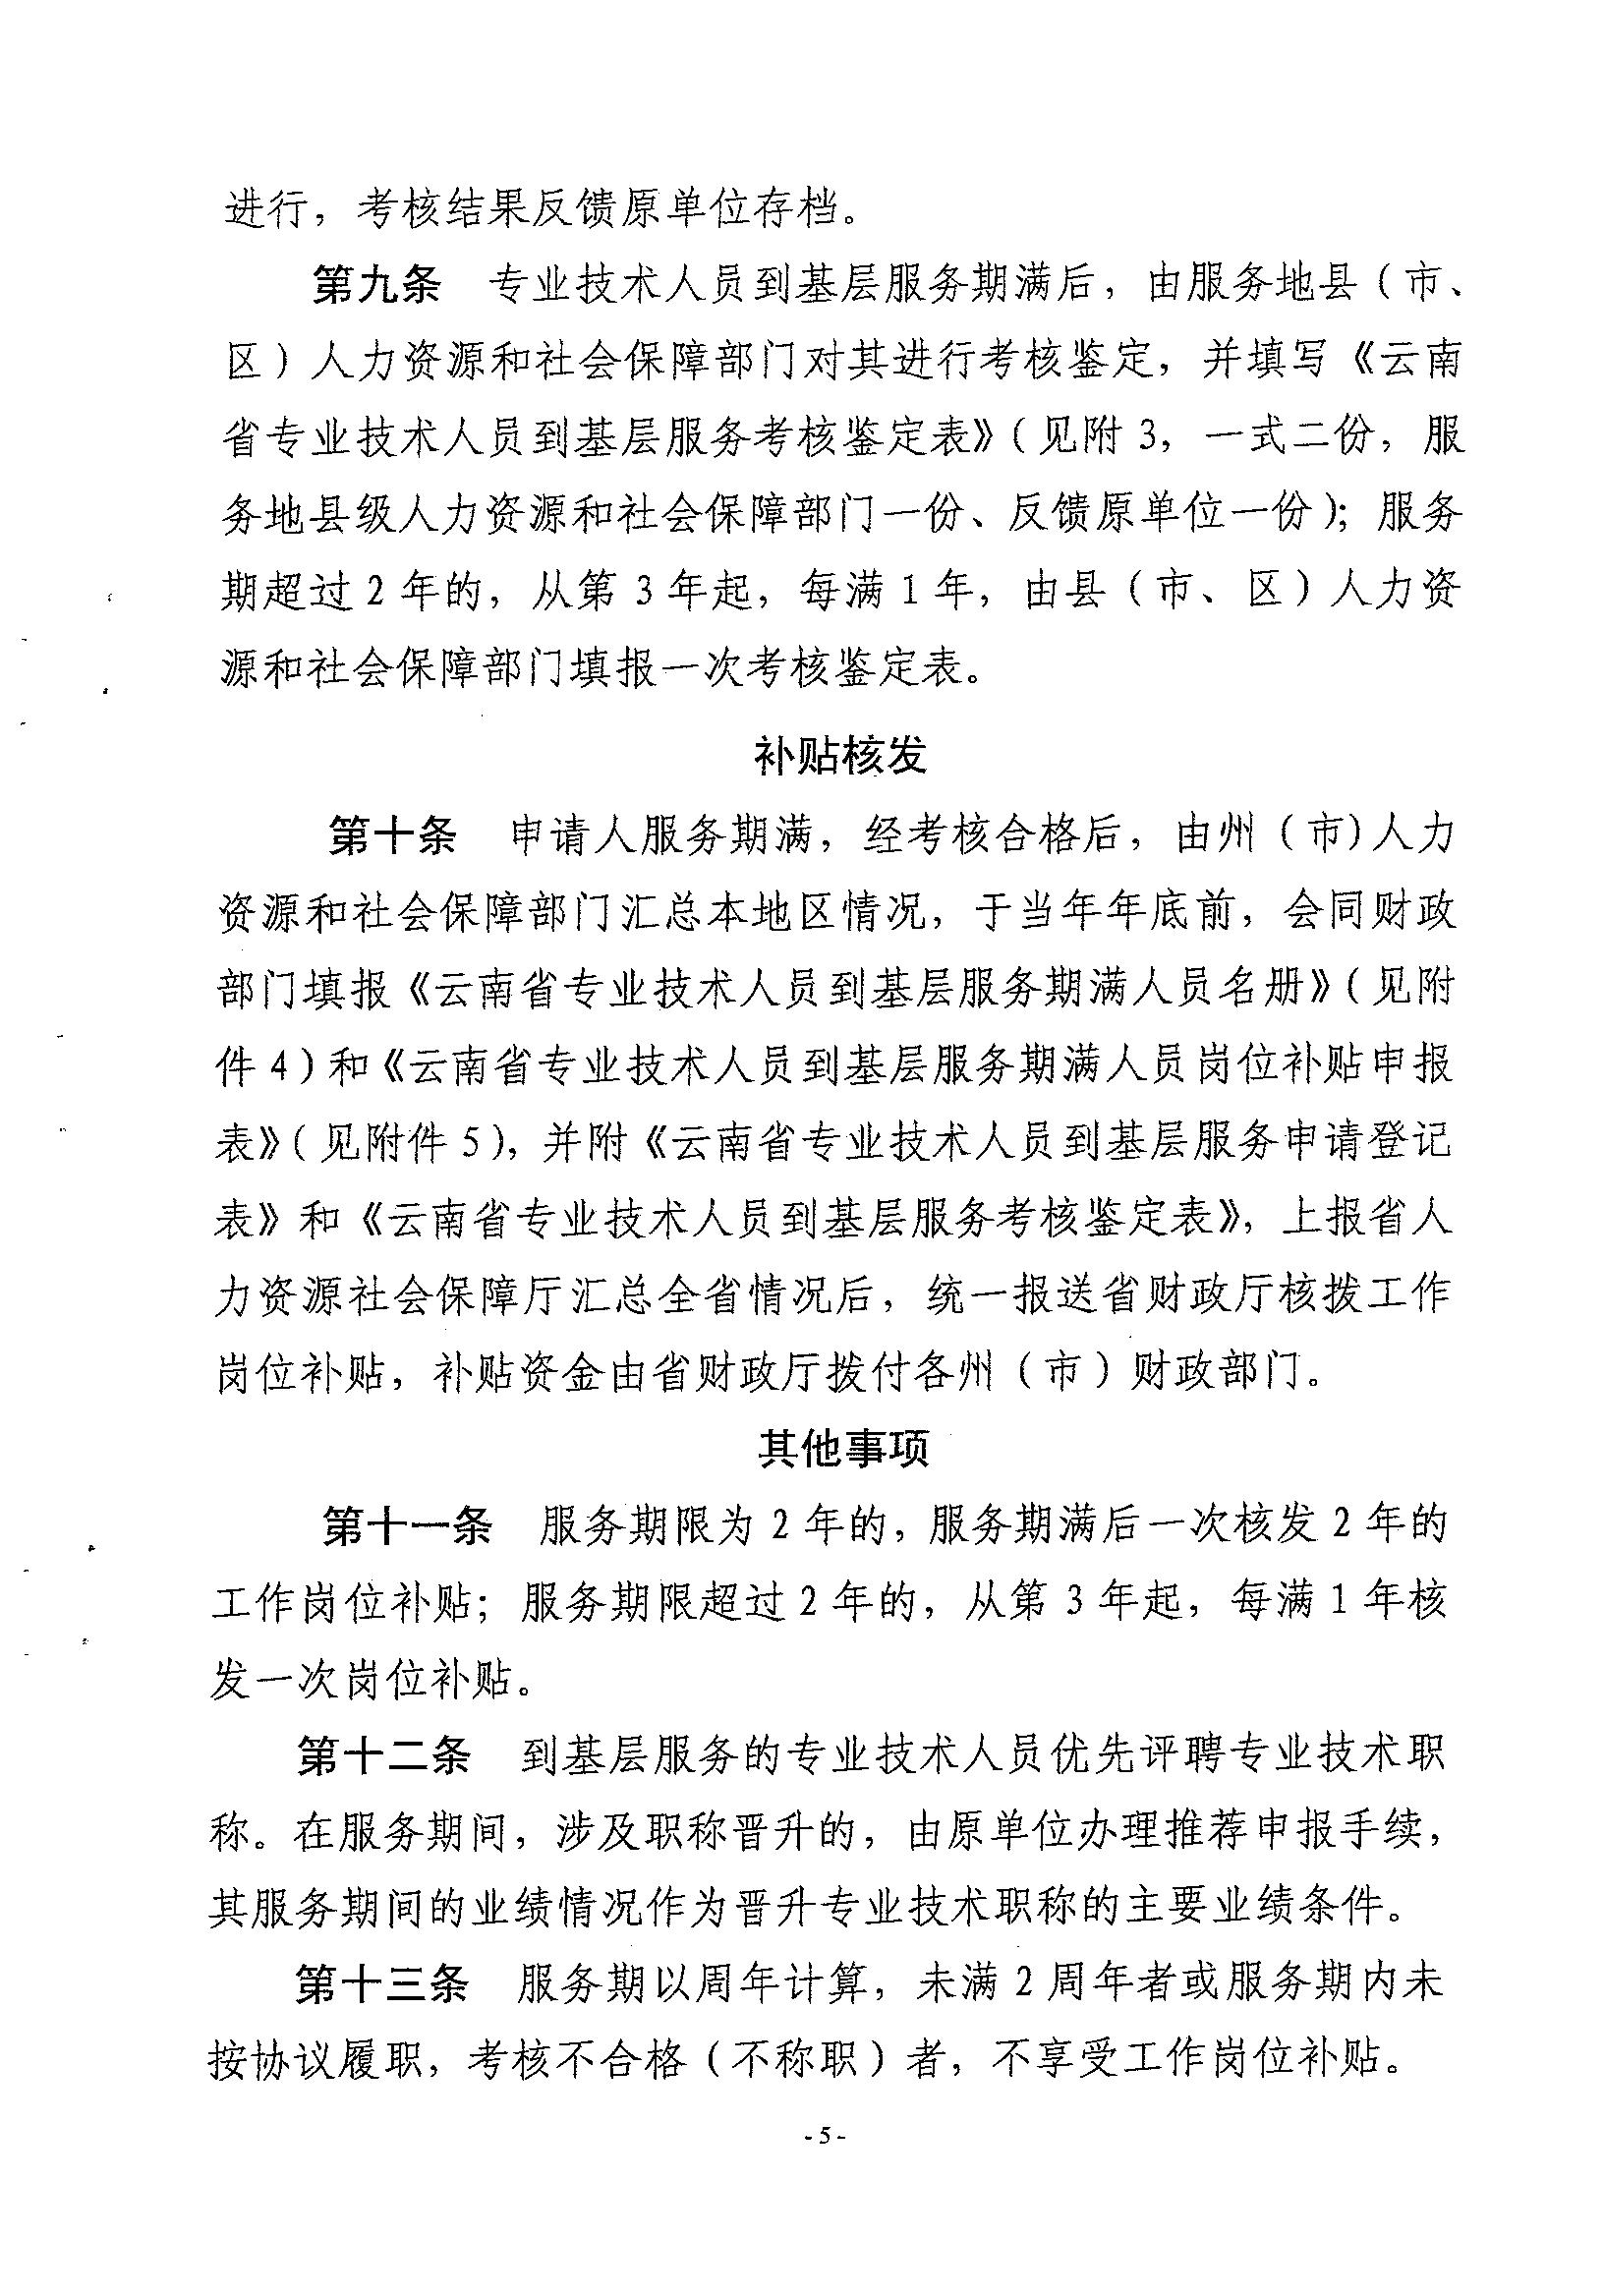 进行，考核结果反馈原单位存档。
第九条 专业技术人员到基层服务期满后，由服务地县（市、
区）人力资源和社会保障部门对其进行考核鉴定，并填写《云南
省专业技术人员到基层服务考核鉴定表》（见附 3，一式二份，服
务地县级人力资源和社会保障部门一份、反馈原单位一份）；服务
期超过 2 年的，从第 3 年起，每满 1 年，由县（市、区）人力资
源和社会保障部门填报一次考核鉴定表。
补贴核发
第十条 申请人服务期满，经考核合格后，由州（市）人力
资源和社会保障部门汇总本地区情况，于当年年底前，会同财政
部门填报《云南省专业技术人员到基层服务期满人员名册》（见附
件 4）和《云南省专业技术人员到基层服务期满人员岗位补贴申报
表》（见附件 5），并附《云南省专业技术人员到基层服务申请登记
表》和《云南省专业技术人员到基层服务考核鉴定表》，上报省人
力资源社会保障厅汇总全省情况后，统一报送省财政厅核拨工作
岗位补贴，补贴资金由省财政厅拨付各州（市）财政部门。
其他事项
第十一条 服务期限为 2 年的，服务期满后一次核发 2 年的
工作岗位补贴；服务期限超过 2 年的，从第 3 年起，每满 1 年核
发一次岗位补贴。
第十二条 到基层服务的专业技术人员优先评聘专业技术职
称。在服务期间，涉及职称晋升的，由原单位办理推荐申报手续，
其服务期间的业绩情况作为晋升专业技术职称的主要业绩条件。
第十三条 服务期以周年计算，未满 2 周年者或服务期内未
按协议履职，考核不合格（不称职）者，不享受工作岗位补贴。
- 5 -